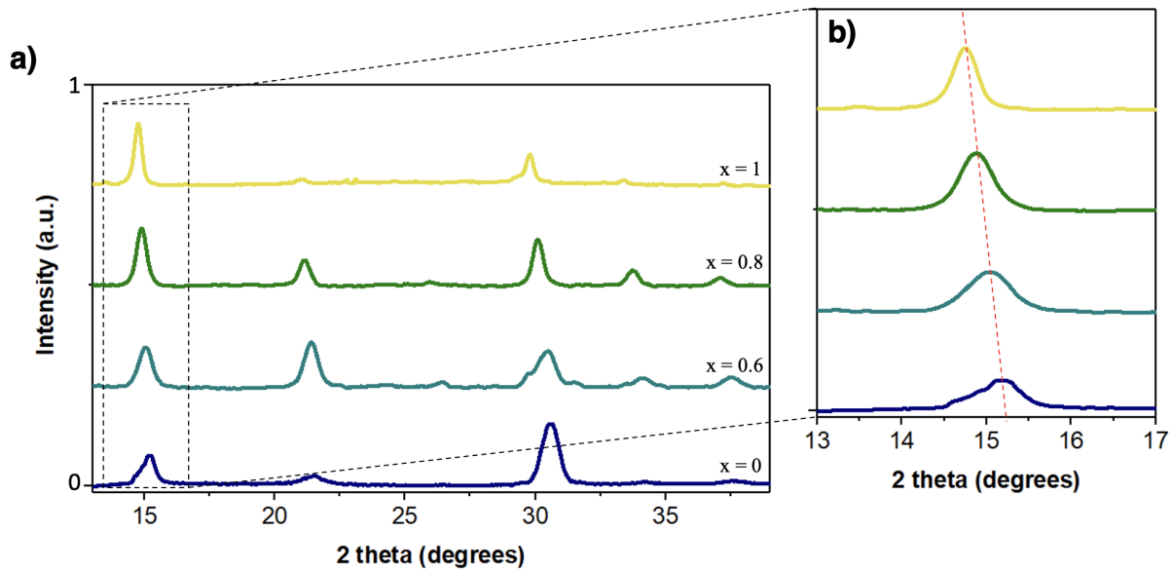 a)
b)
1
0
Intensity (a.u.)
x = 1
x = 0.8
x = 0.6
x = 0
15 20 25 30 35
2 theta (degrees)
13 14 15 16 17
2 theta (degrees)